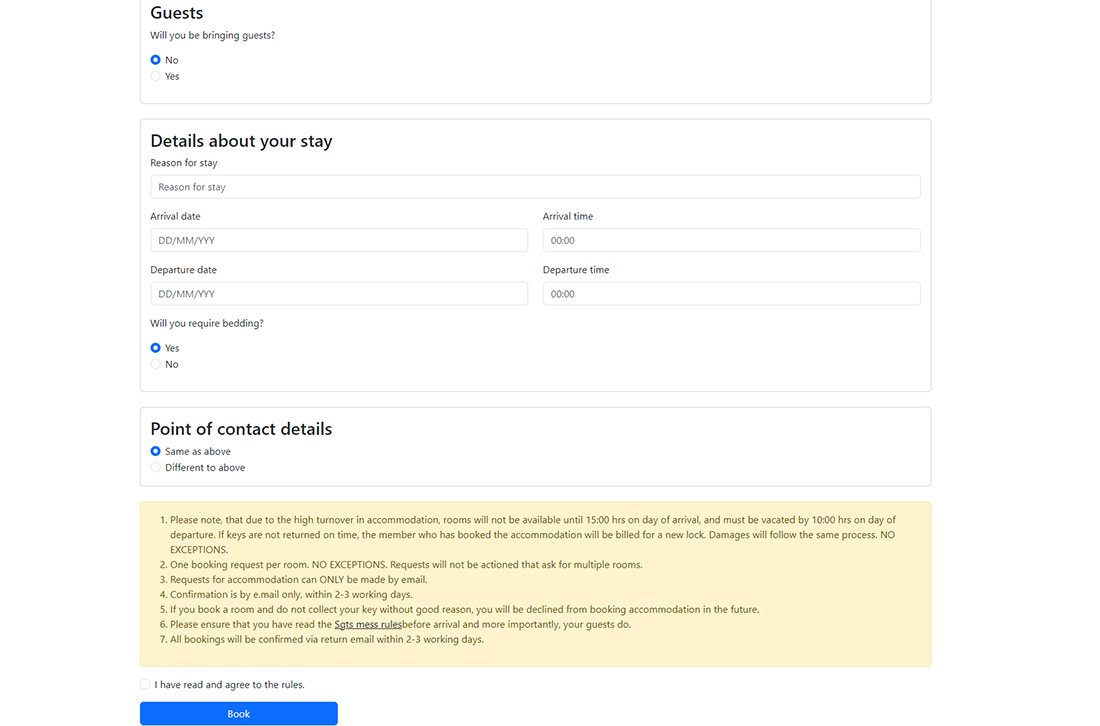 Guests
Will you be bringing guests?
No
Yes
Details about your stay
Reason for stay
Reason for stay
Arrival date
Arrival time
DD/MM/YYY
00:00
Departure date
Departure time
DD/MM/YYY
00:00
Will you require bedding?
Yes
No
Point of contact details
Same as above
Different to above
1. Please note, that due to the high turnover in accommodation, rooms will not be available until 15:00 hrs on day of arrival, and must be vacated by 10:00 hrs on day of
departure. If keys are not returned on time, the member who has booked the accommodation will be billed for a new lock. Damages will follow the same process. NO
EXCEPTIONS.
2. One booking request per room. NO EXCEPTIONS. Requests will not be actioned that ask for multiple rooms.
3. Requests for accommodation can ONLY be made by email.
4. Confirmation is by e.mail only, within 2-3 working days.
5. If you book a room and do not collect your key without good reason, you will be declined from booking accommodation in the future.
6. Please ensure that you have read the Sgts mess rulesbefore arrival and more importantly, your guests do.
7. All bookings will be confirmed via return email within 2-3 working days.
I have read and agree to the rules.
Book